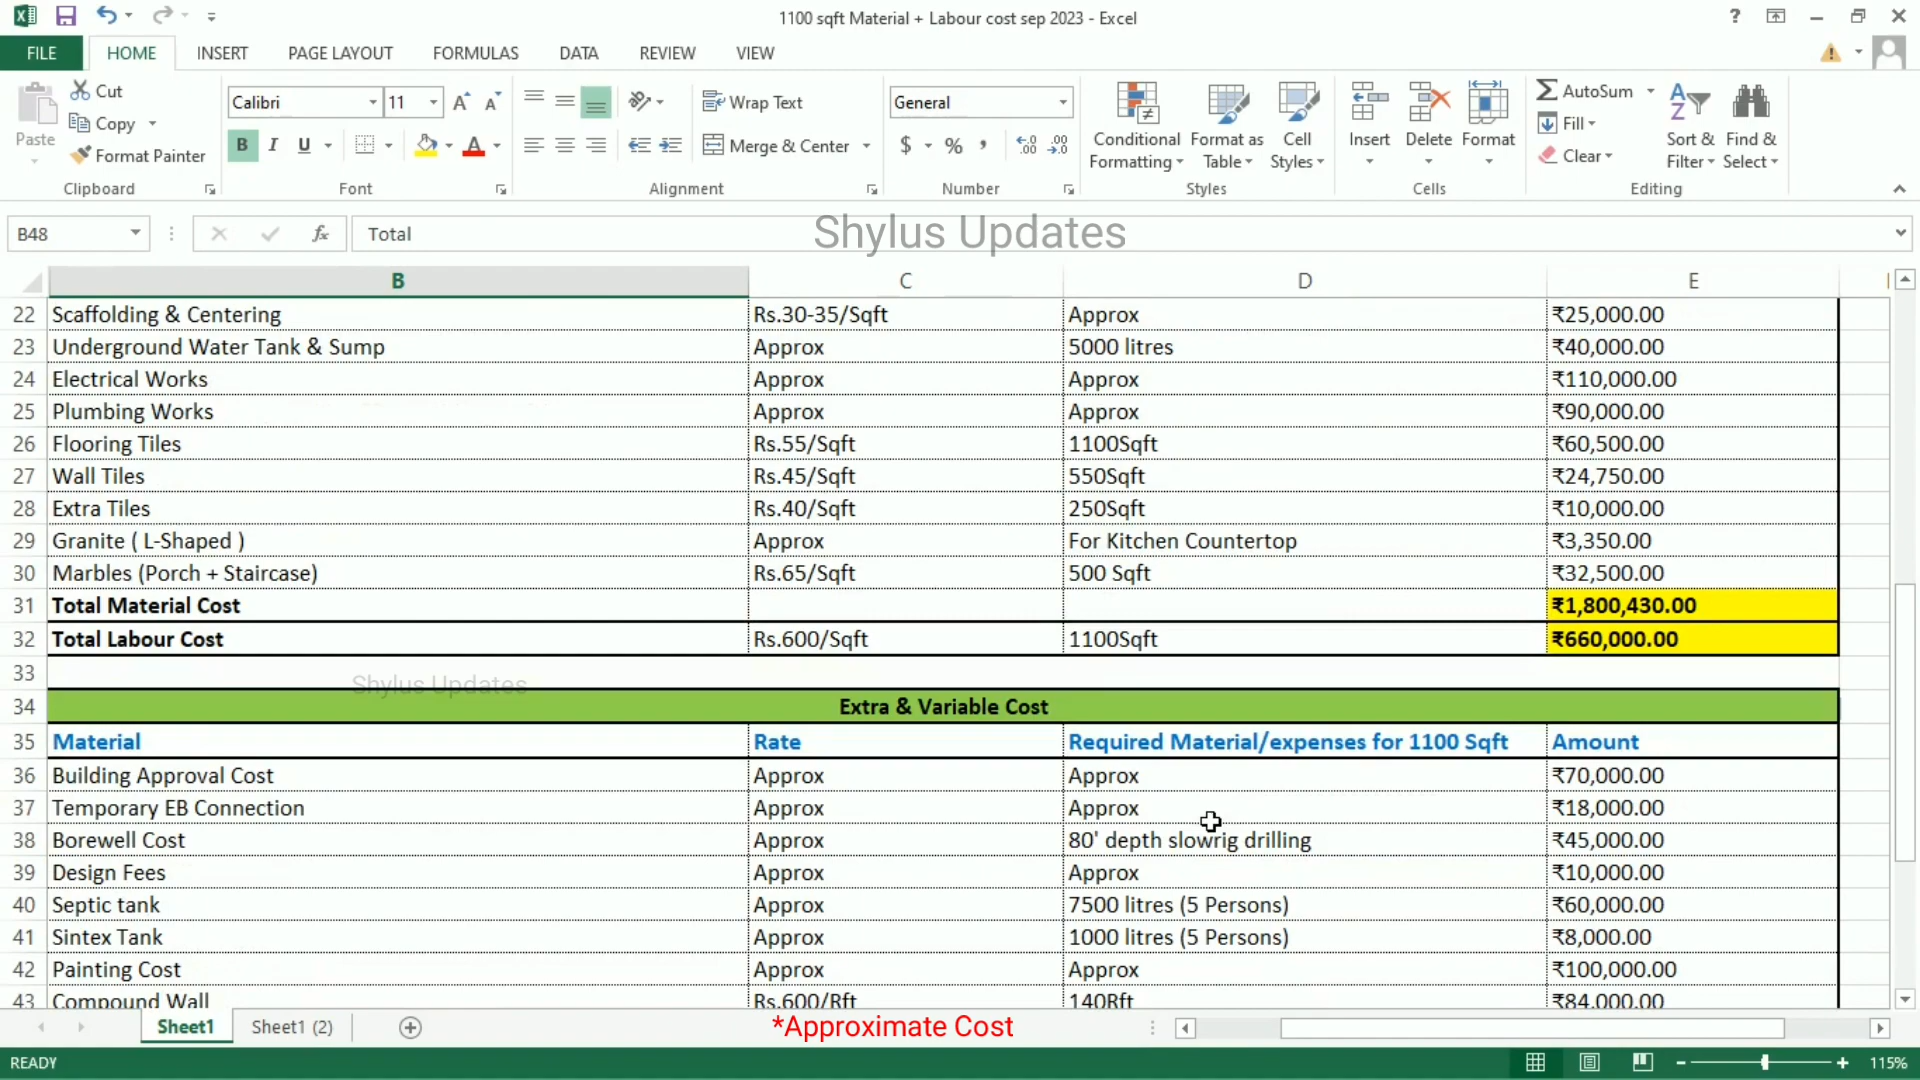 1100 sqft Material + Labour cost sep 2023 - Excel
FILE HOME INSERT PAGE LAYOUT FORMULAS DATA REVIEW VIEW
Cut
Copy
Format Painter
Paste
Clipboard
Calibri 11
B I U
Font
Wrap Text
Merge & Center
Alignment
General
$ % ,
Number
Conditional Formatting
Format as Table
Cell Styles
Styles
Insert Delete Format
Cells
AutoSum
Fill
Clear
Sort & Filter
Find & Select
Editing
B48 fx Total
Shylus Updates
B C D E
22 Scaffolding & Centering Rs.30-35/Sqft Approx ₹25,000.00
23 Underground Water Tank & Sump Approx 5000 litres ₹40,000.00
24 Electrical Works Approx Approx ₹110,000.00
25 Plumbing Works Approx Approx ₹90,000.00
26 Flooring Tiles Rs.55/Sqft 1100Sqft ₹60,500.00
27 Wall Tiles Rs.45/Sqft 550Sqft ₹24,750.00
28 Extra Tiles Rs.40/Sqft 250Sqft ₹10,000.00
29 Granite ( L-Shaped ) Approx For Kitchen Countertop ₹3,350.00
30 Marbles (Porch + Staircase) Rs.65/Sqft 500 Sqft ₹32,500.00
31 Total Material Cost ₹1,800,430.00
32 Total Labour Cost Rs.600/Sqft 1100Sqft ₹660,000.00
33
Shylus Updates
34 Extra & Variable Cost
35 Material Rate Required Material/expenses for 1100 Sqft Amount
36 Building Approval Cost Approx Approx ₹70,000.00
37 Temporary EB Connection Approx Approx ₹18,000.00
38 Borewell Cost Approx 80' depth slowrig drilling ₹45,000.00
39 Design Fees Approx Approx ₹10,000.00
40 Septic tank Approx 7500 litres (5 Persons) ₹60,000.00
41 Sintex Tank Approx 1000 litres (5 Persons) ₹8,000.00
42 Painting Cost Approx Approx ₹100,000.00
43 Compound Wall Rs.600/Rft 140Rft ₹84,000.00
Sheet1 Sheet1 (2)
*Approximate Cost
READY 115%